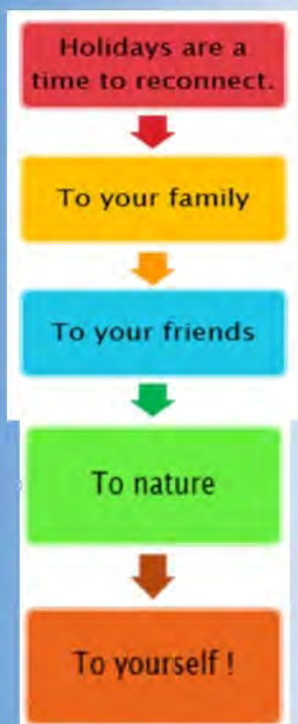 Holidays are a
time to reconnect.
To your family
To your friends
To nature
To yourself !